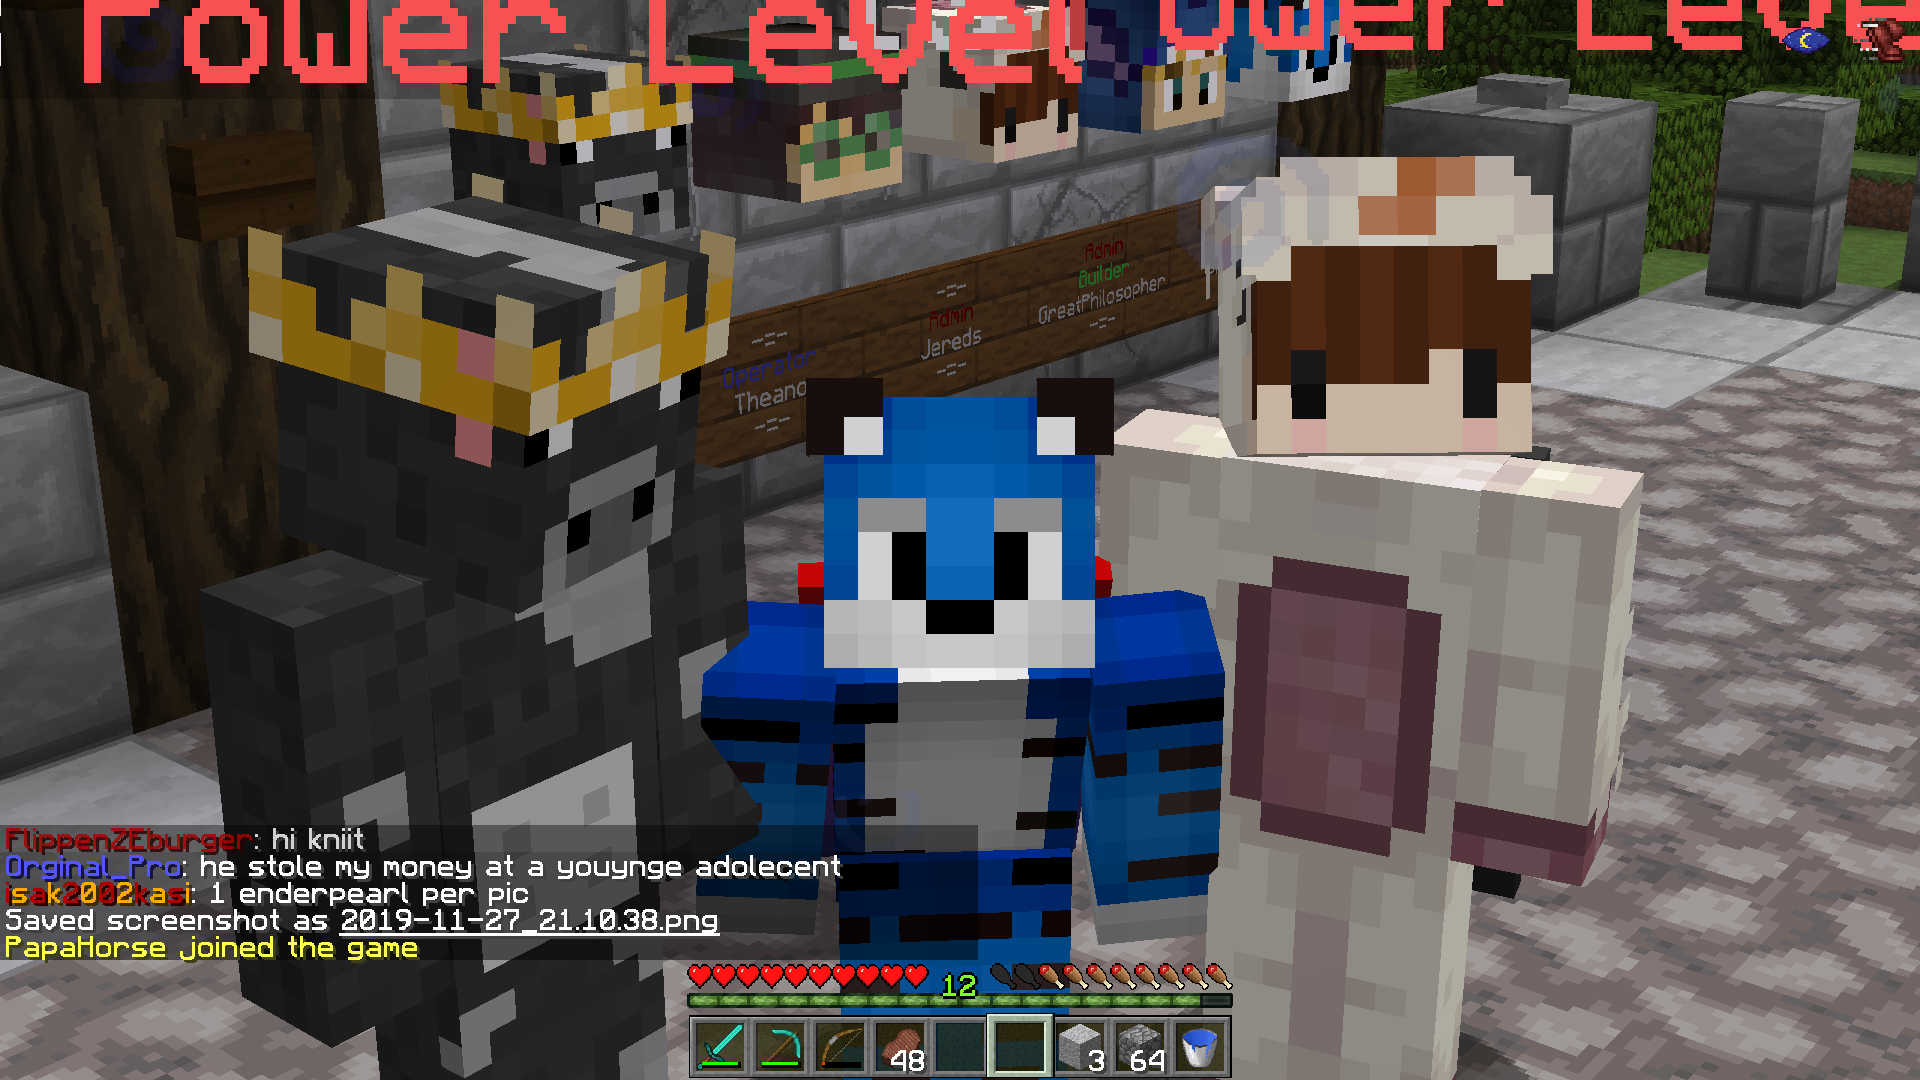 Power Level
ower Leve
-=-
Operator
Theano
-=-
-=-
Admin
Jereds
-=-
Admin
Builder
GreatPhilosopher
-=-
FlippenZEburger: hi kniit
Orginal_Pro: he stole my money at a youynge adolecent
isak2002kasi: 1 enderpearl per pic
Saved screenshot as 2019-11-27_21.10.38.png
PapaHorse joined the game
12
48
3
64